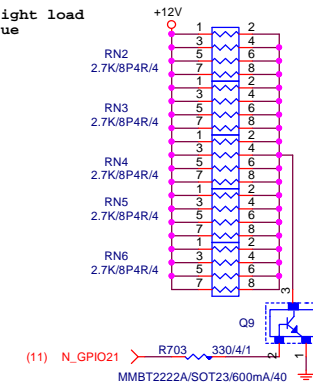 ight load
ue
+12V
1 2
3 4
RN2
5 6
2.7K/8P4R/4
7 8
1 2
3 4
RN3
5 6
2.7K/8P4R/4
7 8
1 2
3 4
RN4
5 6
2.7K/8P4R/4
7 8
1 2
3 4
RN5
5 6
2.7K/8P4R/4
7 8
1 2
3 4
RN6
5 6
2.7K/8P4R/4
7 8
3
Q9
(11) N_GPIO21 R703 330/4/1 2 1
MMBT2222A/SOT23/600mA/40